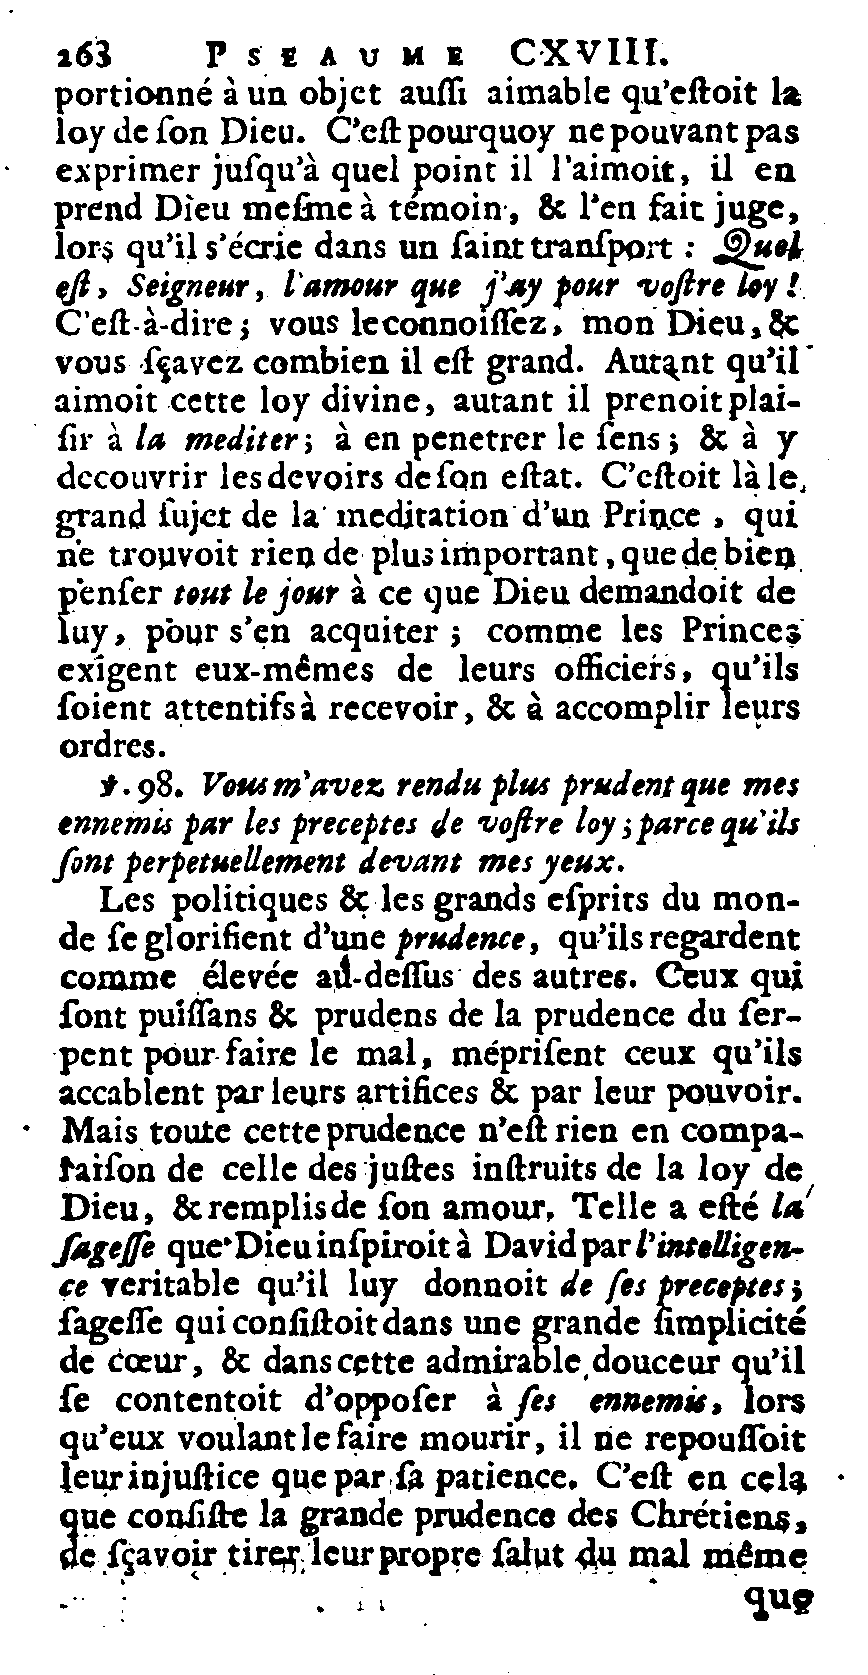 263 PSEAUME CXVIII.
portionné à un objet auſſi aimable qu'eſtoit la
loy de ſon Dieu. C'eſt pourquoy ne pouvant pas
exprimer juſqu'à quel point il l'aimoit, il en
prend Dieu meſme à témoin, & l'en fait juge,
lors qu'il s'écrie dans un ſaint tranſport : Quel
eſt, Seigneur, l'amour que j'ay pour voſtre loy !
C'eſt-à-dire ; vous le connoiſſez, mon Dieu, &
vous ſçavez combien il eſt grand. Autant qu'il
aimoit cette loy divine, autant il prenoit plai-
ſir à la mediter ; à en penetrer le ſens ; & à y
decouvrir les devoirs de ſon eſtat. C'eſtoit là le
grand ſujet de la meditation d'un Prince, qui
ne trouvoit rien de plus important, que de bien
penſer tout le jour à ce que Dieu demandoit de
luy, pour s'en acquiter ; comme les Princes
exigent eux-mêmes de leurs officiers, qu'ils
ſoient attentifs à recevoir, & à accomplir leurs
ordres.
℣. 98. Vous m'avez rendu plus prudent que mes
ennemis par les preceptes de voſtre loy ; parce qu'ils
ſont perpetuellement devant mes yeux.
Les politiques & les grands eſprits du mon-
de ſe glorifient d'une prudence, qu'ils regardent
comme élevée au-deſſus des autres. Ceux qui
ſont puiſſans & prudens de la prudence du ſer-
pent pour faire le mal, mépriſent ceux qu'ils
accablent par leurs artifices & par leur pouvoir.
Mais toute cette prudence n'eſt rien en compa-
raiſon de celle des juſtes inſtruits de la loy de
Dieu, & remplis de ſon amour. Telle a eſté la
ſageſſe que Dieu inſpiroit à David par l'intelligen-
ce veritable qu'il luy donnoit de ſes preceptes ;
ſageſſe qui conſiſtoit dans une grande ſimplicité
de cœur, & dans cette admirable douceur qu'il
ſe contentoit d'oppoſer à ſes ennemis, lors
qu'eux voulant le faire mourir, il ne repouſſoit
leur injuſtice que par ſa patience. C'eſt en cela
que conſiſte la grande prudence des Chrétiens,
de ſçavoir tirer leur propre ſalut du mal même
que